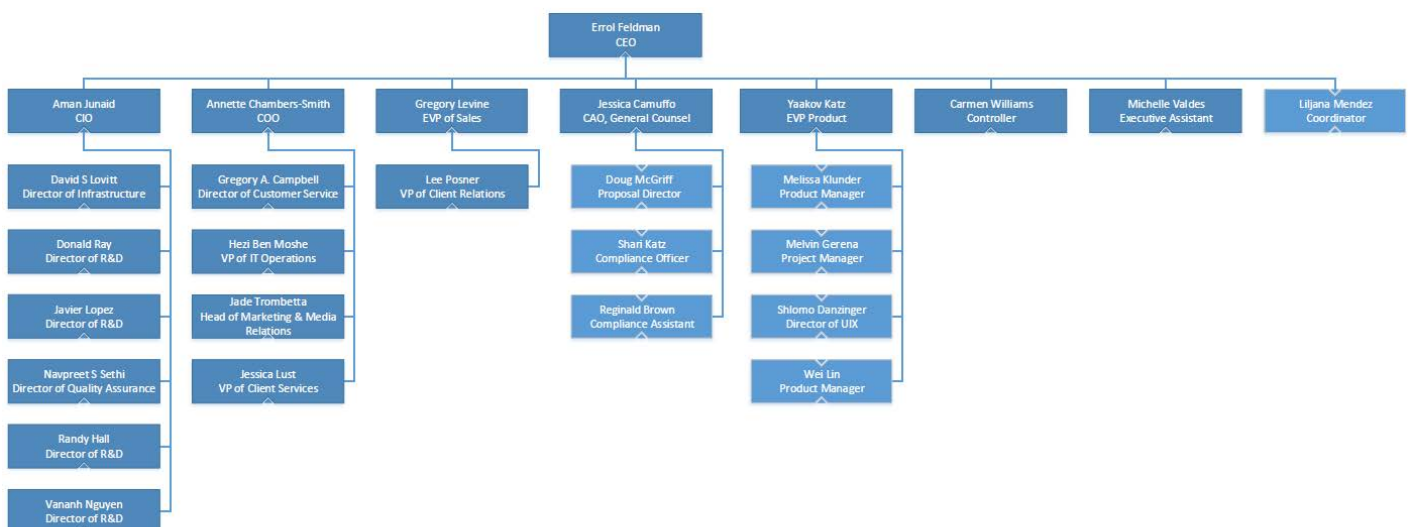 Errol Feldman
CEO
Aman Junaid
CIO
Annette Chambers-Smith
COO
Gregory Levine
EVP of Sales
Jessica Camuffo
CAO, General Counsel
Yaakov Katz
EVP Product
Carmen Williams
Controller
Michelle Valdes
Executive Assistant
Liljana Mendez
Coordinator
David S Lovitt
Director of Infrastructure
Donald Ray
Director of R&D
Javier Lopez
Director of R&D
Navpreet S Sethi
Director of Quality Assurance
Randy Hall
Director of R&D
Vananh Nguyen
Director of R&D
Gregory A. Campbell
Director of Customer Service
Hezi Ben Moshe
VP of IT Operations
Jade Trombetta
Head of Marketing & Media
Relations
Jessica Lust
VP of Client Services
Lee Posner
VP of Client Relations
Doug McGriff
Proposal Director
Shari Katz
Compliance Officer
Reginald Brown
Compliance Assistant
Melissa Klunder
Product Manager
Melvin Gerena
Project Manager
Shlomo Danzinger
Director of UIX
Wei Lin
Product Manager